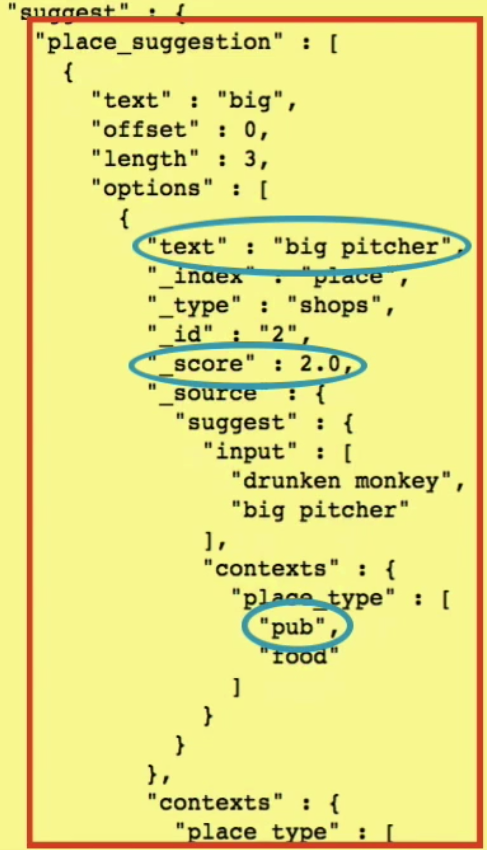 "suggest" : {
"place_suggestion" : [
{
"text" : "big",
"offset" : 0,
"length" : 3,
"options" : [
{
"text" : "big pitcher",
"_index" : "place",
"_type" : "shops",
"_id" : "2",
"_score" : 2.0,
"_source" : {
"suggest" : {
"input" : [
"drunken monkey",
"big pitcher"
],
"contexts" : {
"place_type" : [
"pub",
"food"
]
}
}
},
"contexts" : {
"place_type" : [